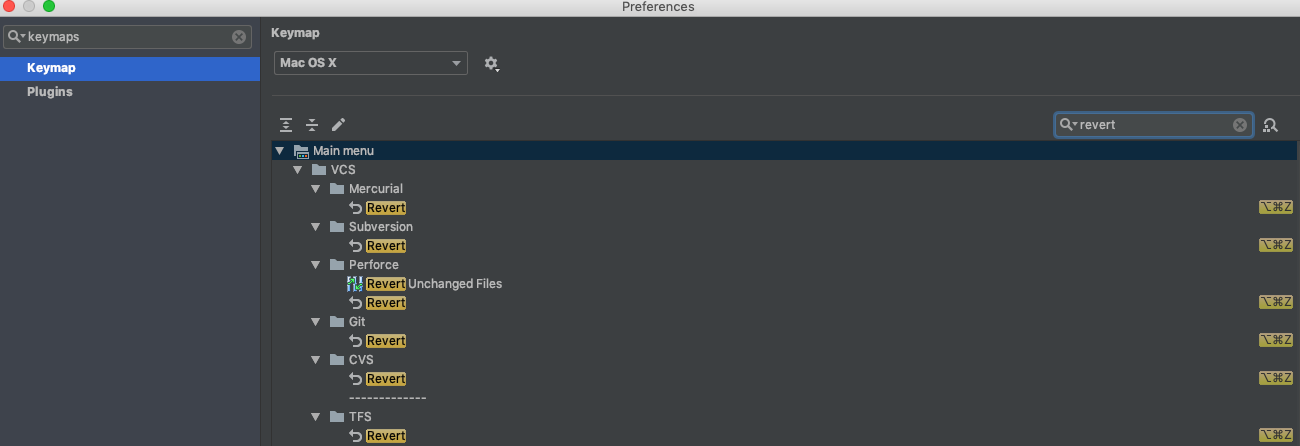 Preferences
keymaps
Keymap
Plugins
Keymap
Mac OS X
revert
Main menu
VCS
Mercurial
Revert ⌥⌘Z
Subversion
Revert ⌥⌘Z
Perforce
Revert Unchanged Files
Revert ⌥⌘Z
Git
Revert ⌥⌘Z
CVS
Revert ⌥⌘Z
-------------
TFS
Revert ⌥⌘Z